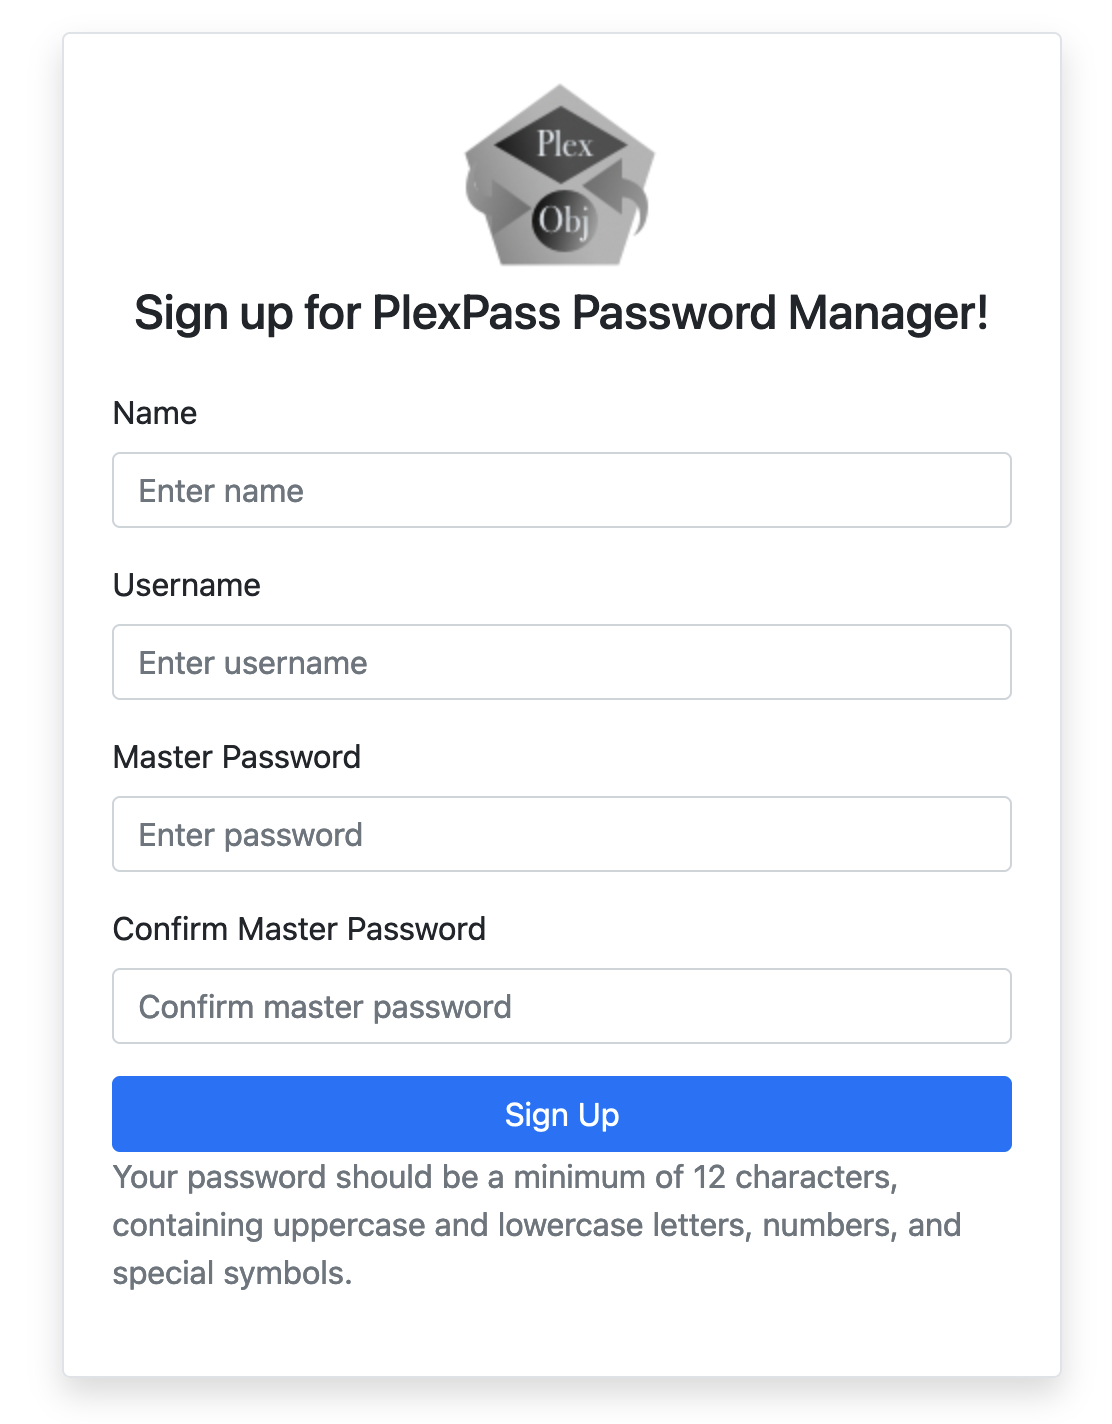 Plex
Obj
Sign up for PlexPass Password Manager!
Name
Enter name
Username
Enter username
Master Password
Enter password
Confirm Master Password
Confirm master password
Sign Up
Your password should be a minimum of 12 characters,
containing uppercase and lowercase letters, numbers, and
special symbols.